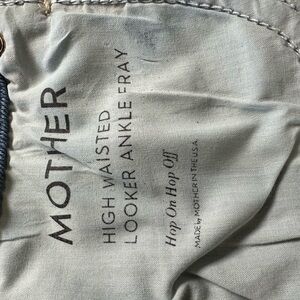 MOTHER
HIGH WAISTED
LOOKER ANKLE FRAY
Hop On Hop Off
MADE by MOTHER IN THE U.S.A.